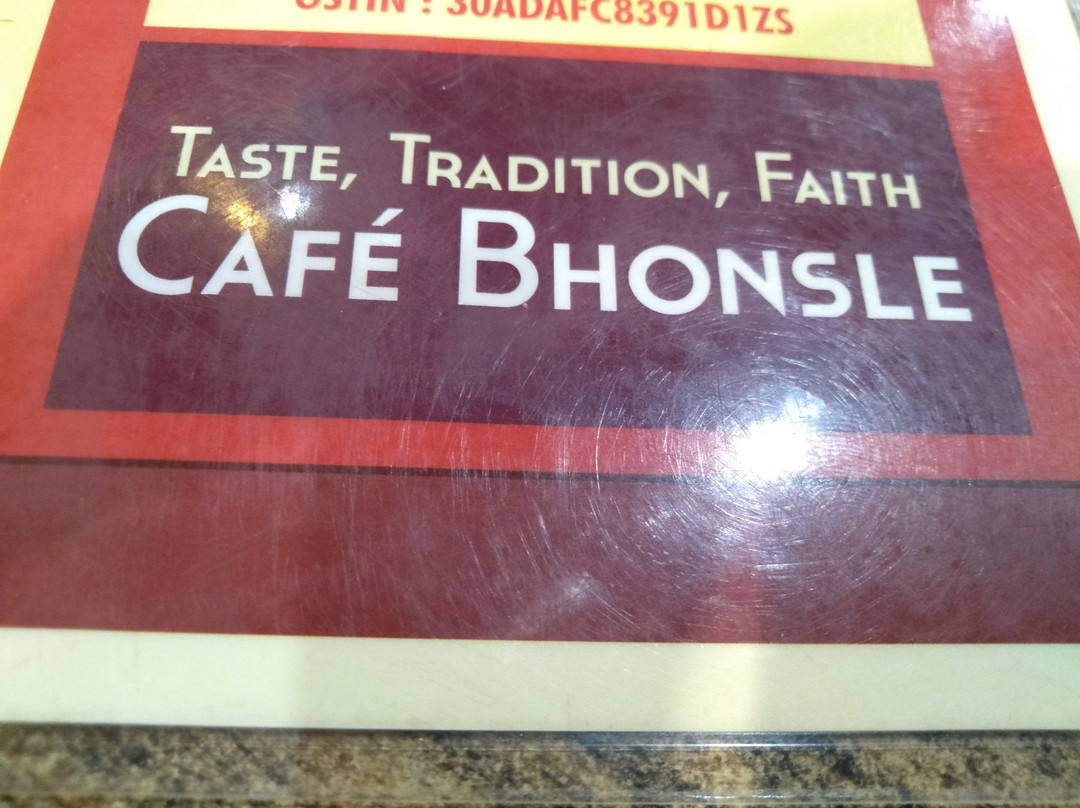 GSTIN : 30ADAFC8391D1ZS
TASTE, TRADITION, FAITH
CAFÉ BHONSLE